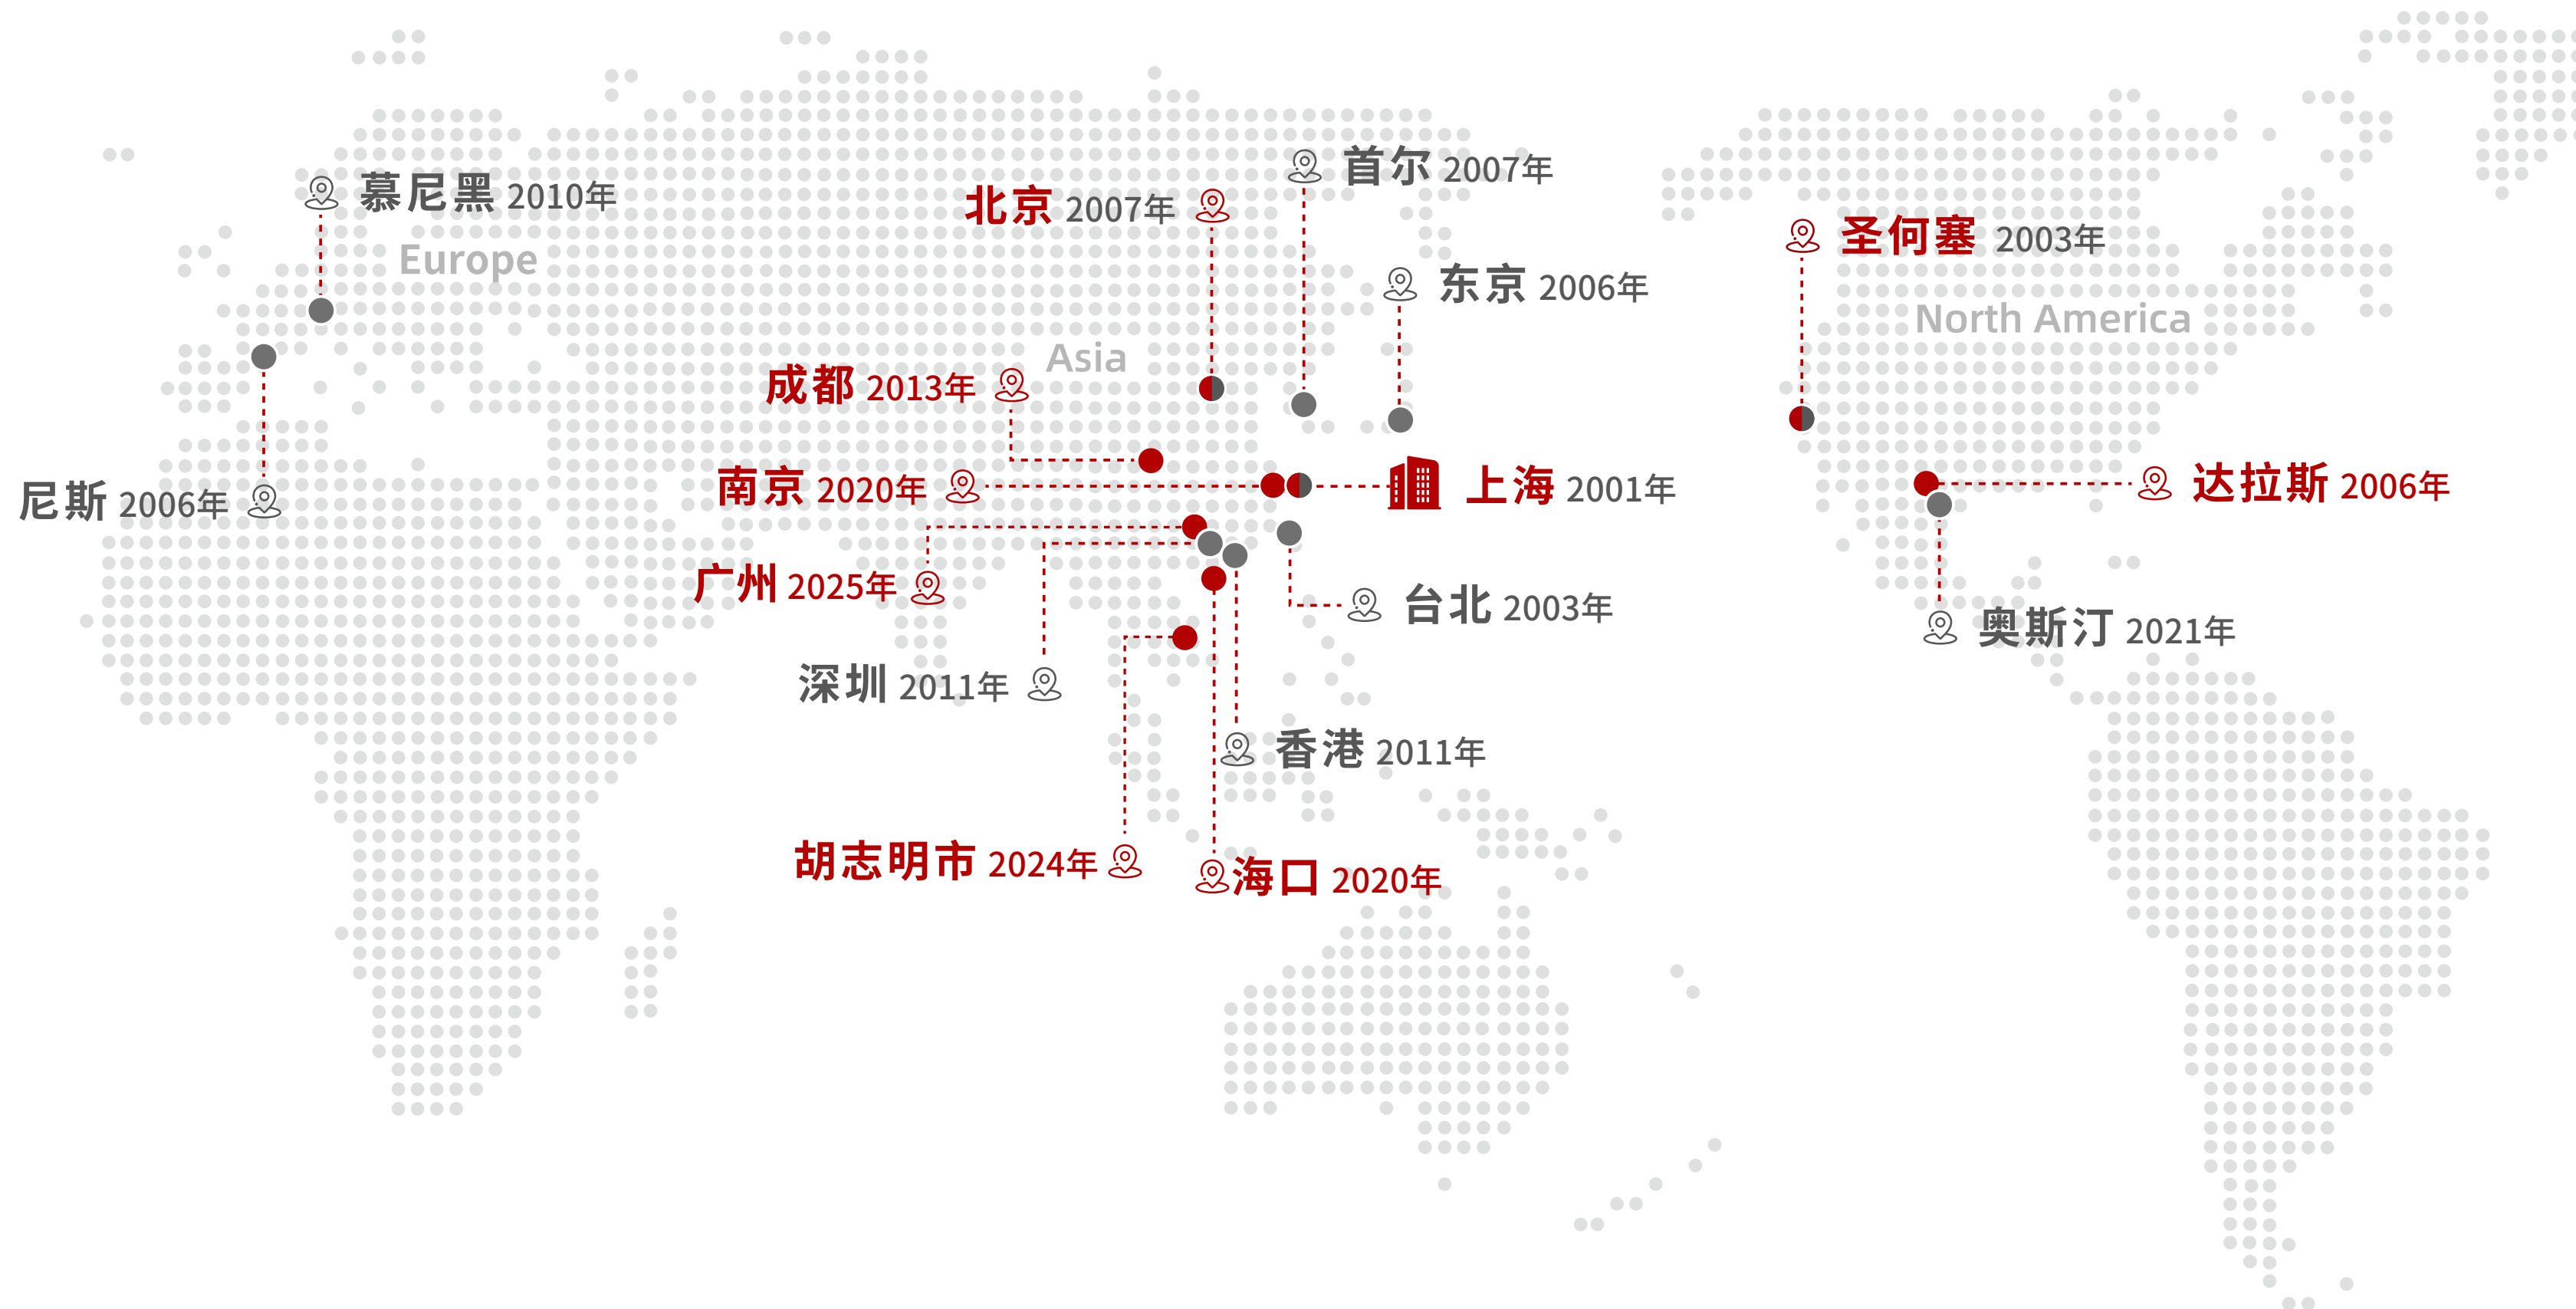 首尔 2007年
慕尼黑 2010年
北京 2007年
圣何塞 2003年
Europe
东京 2006年
North America
Asia
成都 2013年
南京 2020年
上海 2001年
达拉斯 2006年
尼斯 2006年
广州 2025年
台北 2003年
奥斯汀 2021年
深圳 2011年
香港 2011年
胡志明市 2024年
海口 2020年